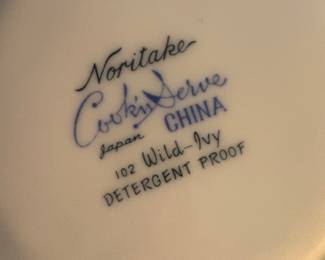 Noritake
Cook'n Serve
Japan CHINA
102 Wild-Ivy
DETERGENT PROOF